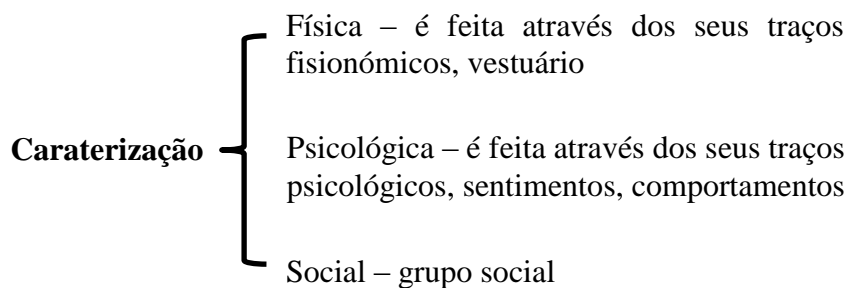 Física – é feita através dos seus traços
fisionómicos, vestuário
Caraterização
Psicológica – é feita através dos seus traços
psicológicos, sentimentos, comportamentos
Social – grupo social